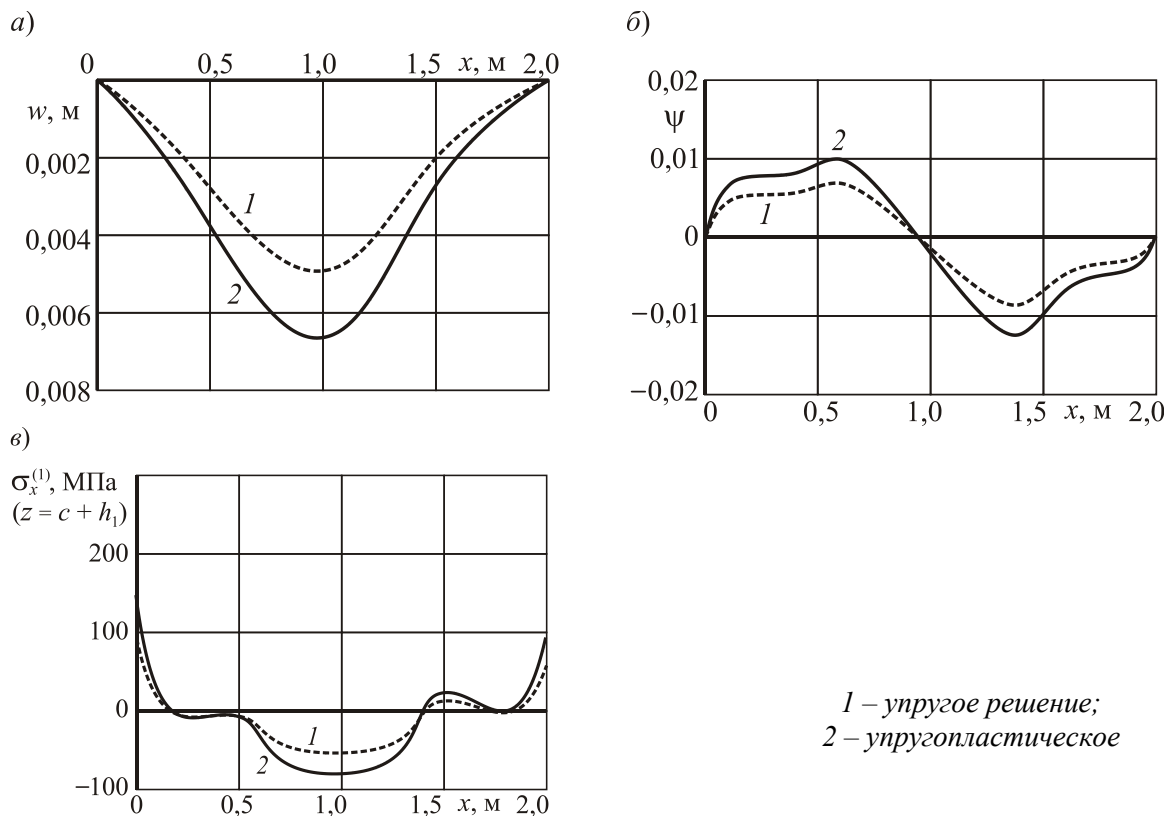 а)
0 0,5 1,0 1,5 x, м 2,0
w, м
0,002
0,004
0,006
0,008
1
2
б)
0,02
ψ
0,01
0
−0,01
−0,02
2
1
0 0,5 1,0 1,5 x, м 2,0
в)
σₓ⁽¹⁾, МПа
(z = c + h₁)
200
100
0
−100
1
2
0 0,5 1,0 1,5 x, м 2,0
1 – упругое решение;
2 – упругопластическое